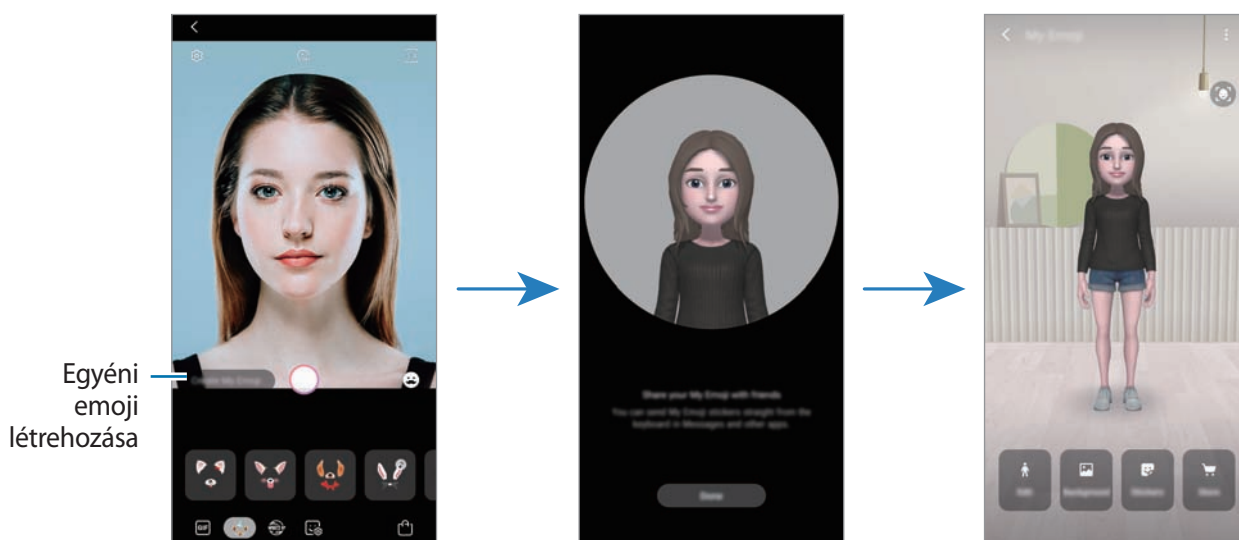 Egyéni
emoji
létrehozása
Create My Emoji
GIF
Share your My Emoji with friends
You can send My Emoji stickers straight from the
keyboard in Messages and other apps.
Done
My Emoji
Edit
Background
Stickers
Store